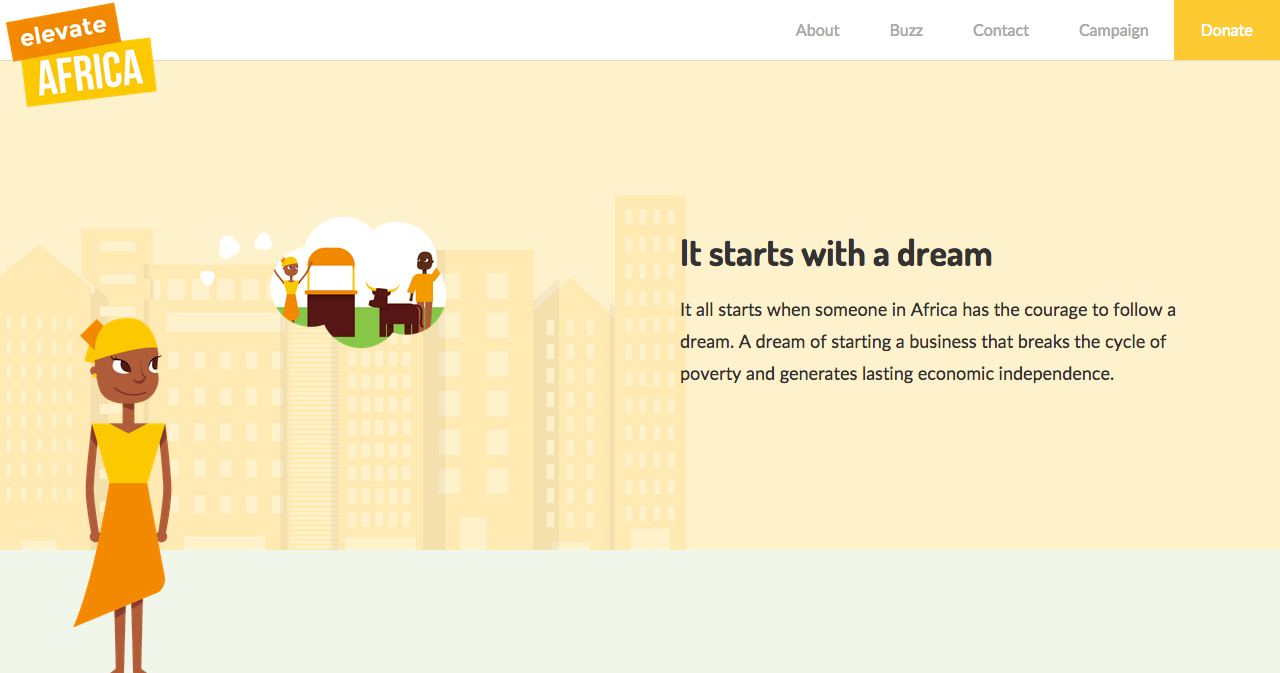 elevate
AFRICA
About
Buzz
Contact
Campaign
Donate
It starts with a dream
It all starts when someone in Africa has the courage to follow a
dream. A dream of starting a business that breaks the cycle of
poverty and generates lasting economic independence.